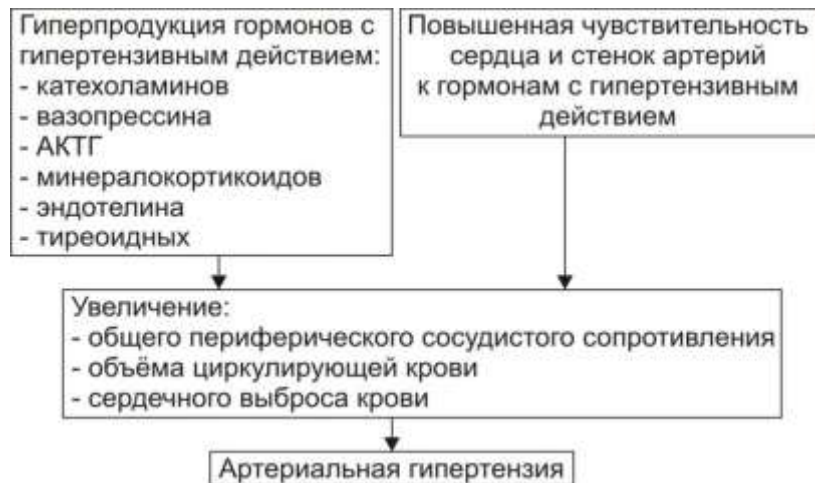 Гиперпродукция гормонов с
гипертензивным действием:
- катехоламинов
- вазопрессина
- АКТГ
- минералокортикоидов
- эндотелина
- тиреоидных
Повышенная чувствительность
сердца и стенок артерий
к гормонам с гипертензивным
действием
Увеличение:
- общего периферического сосудистого сопротивления
- объёма циркулирующей крови
- сердечного выброса крови
Артериальная гипертензия